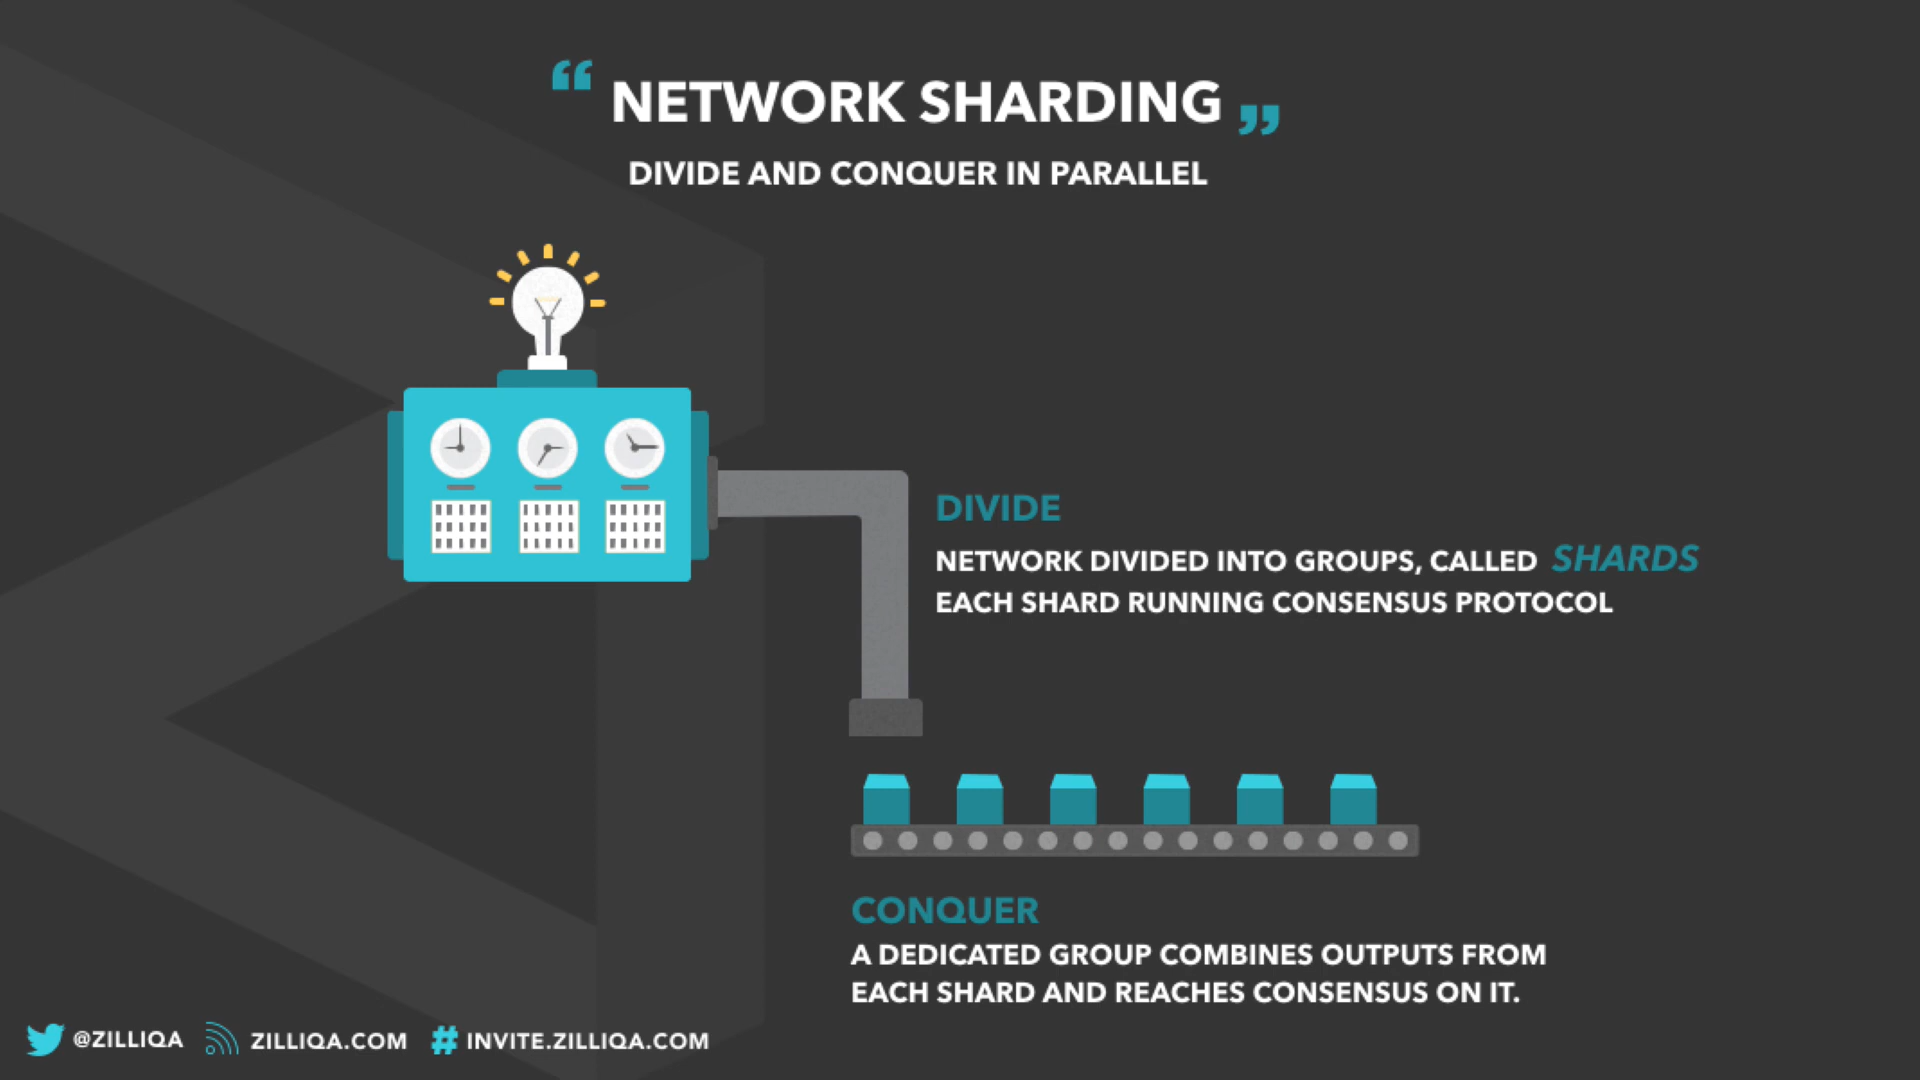 “ NETWORK SHARDING ”
DIVIDE AND CONQUER IN PARALLEL
DIVIDE
NETWORK DIVIDED INTO GROUPS, CALLED SHARDS
EACH SHARD RUNNING CONSENSUS PROTOCOL
CONQUER
A DEDICATED GROUP COMBINES OUTPUTS FROM
EACH SHARD AND REACHES CONSENSUS ON IT.
@ZILLIQA ZILLIQA.COM # INVITE.ZILLIQA.COM